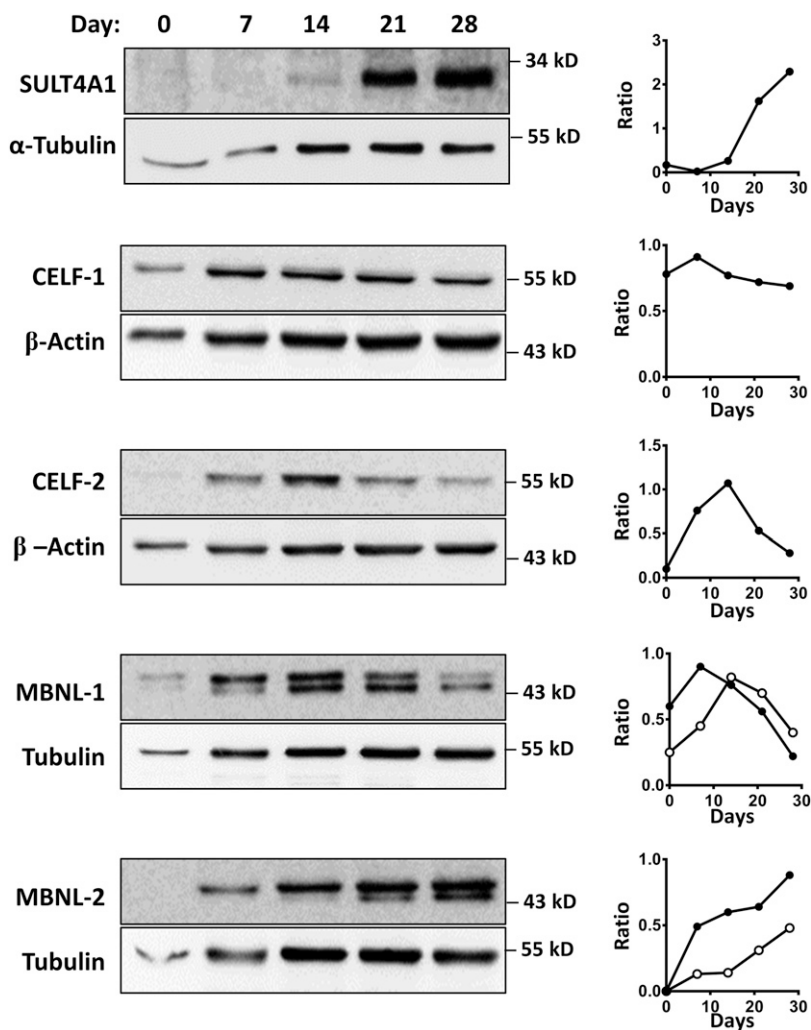 Day: 0 7 14 21 28
SULT4A1
34 kD
α-Tubulin
55 kD
Ratio
3
2
1
0
0 10 20 30
Days
CELF-1
55 kD
β-Actin
43 kD
Ratio
1.0
0.5
0.0
0 10 20 30
Days
CELF-2
55 kD
β –Actin
43 kD
Ratio
1.5
1.0
0.5
0.0
0 10 20 30
Days
MBNL-1
43 kD
Tubulin
55 kD
Ratio
1.0
0.5
0.0
0 10 20 30
Days
MBNL-2
43 kD
Tubulin
55 kD
Ratio
1.0
0.5
0.0
0 10 20 30
Days